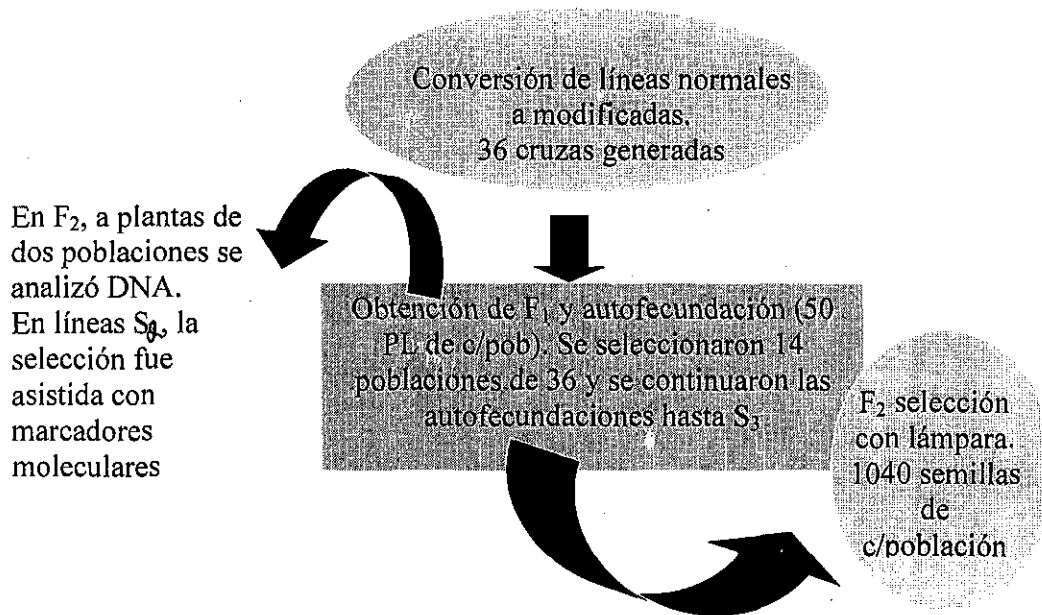 Conversión de líneas normales
a modificadas.
36 cruzas generadas
En F₂, a plantas de
dos poblaciones se
analizó DNA.
En líneas S, la
selección fue
asistida con
marcadores
moleculares
Obtención de F₁ y autofecundación (50
PL de c/pob). Se seleccionaron 14
poblaciones de 36 y se continuaron las
autofecundaciones hasta S₃
F₂ selección
con lámpara.
1040 semillas
de
c/población